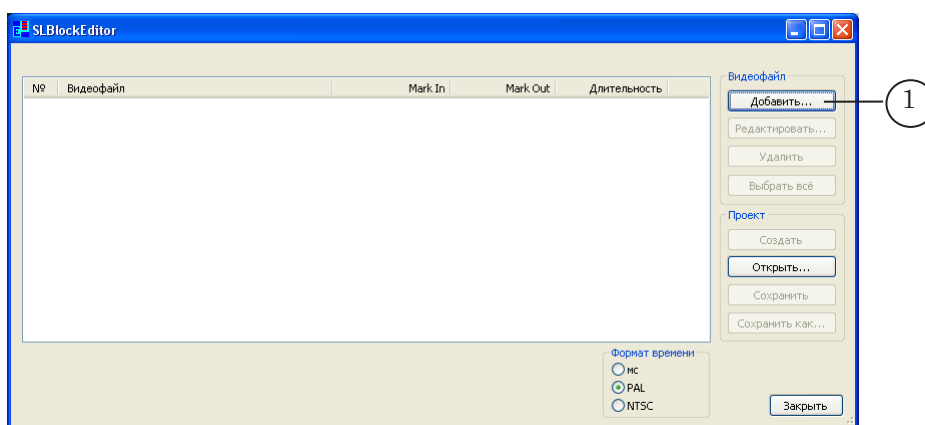 SLBlockEditor
№ Видеофайл Mark In Mark Out Длительность
Видеофайл
Добавить...
1
Редактировать...
Удалить
Выбрать всё
Проект
Создать
Открыть...
Сохранить
Сохранить как...
Формат времени
мс
PAL
NTSC
Закрыть